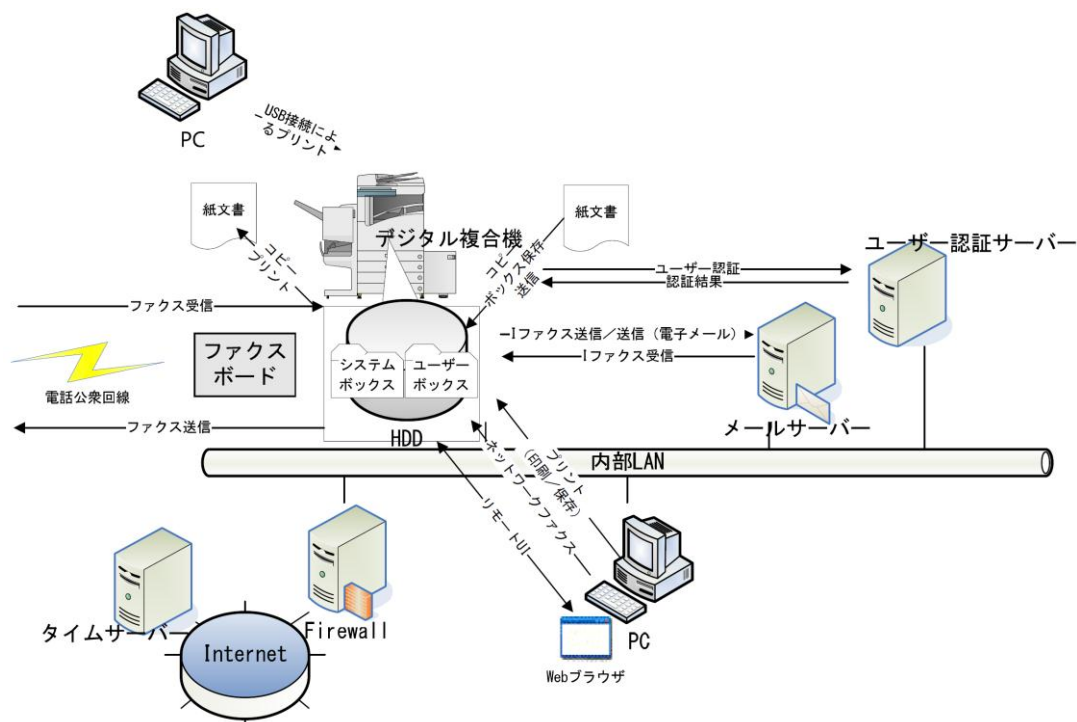 PC
USB接続によ
るプリント
紙文書
デジタル複合機
紙文書
ユーザー認証サーバー
コピー
プリント
コピー
ボックス保存
送信
ユーザー認証
認証結果
ファクス受信
Iファクス送信／送信（電子メール）
Iファクス受信
ファクス
ボード
システム
ボックス
ユーザー
ボックス
電話公衆回線
ファクス送信
メールサーバー
HDD
内部LAN
プリント
（印刷／保存）
ネットワークファクス
リモートUI
タイムサーバ
Firewall
Internet
PC
Webブラウザ